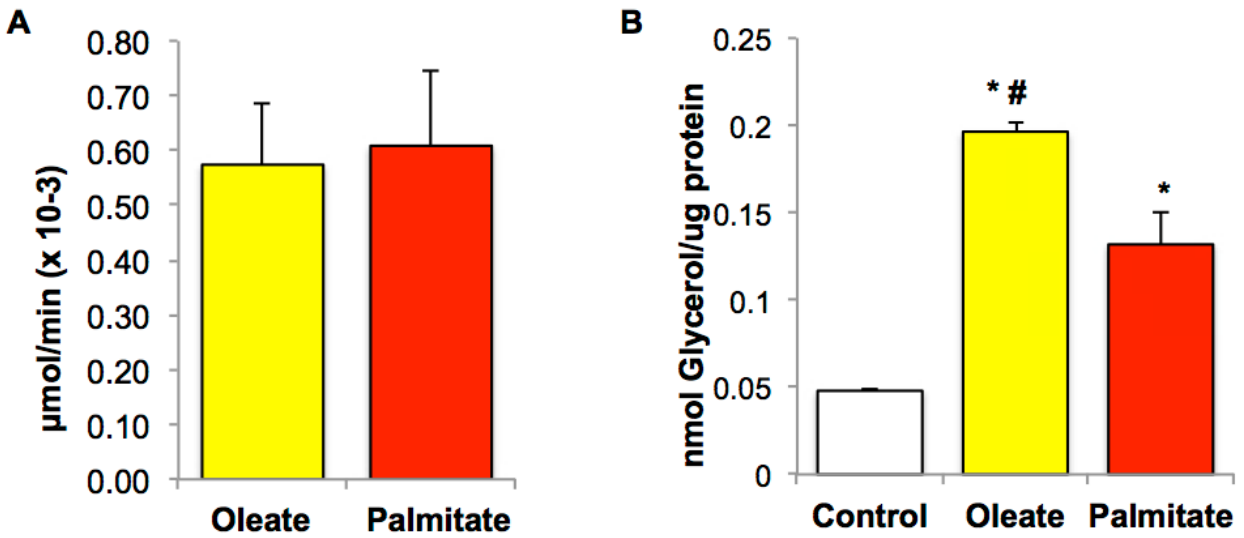 A
µmol/min (x 10-3)
0.80
0.70
0.60
0.50
0.40
0.30
0.20
0.10
0.00
Oleate Palmitate
B
nmol Glycerol/ug protein
0.25
0.2
0.15
0.1
0.05
0
* #
*
Control Oleate Palmitate